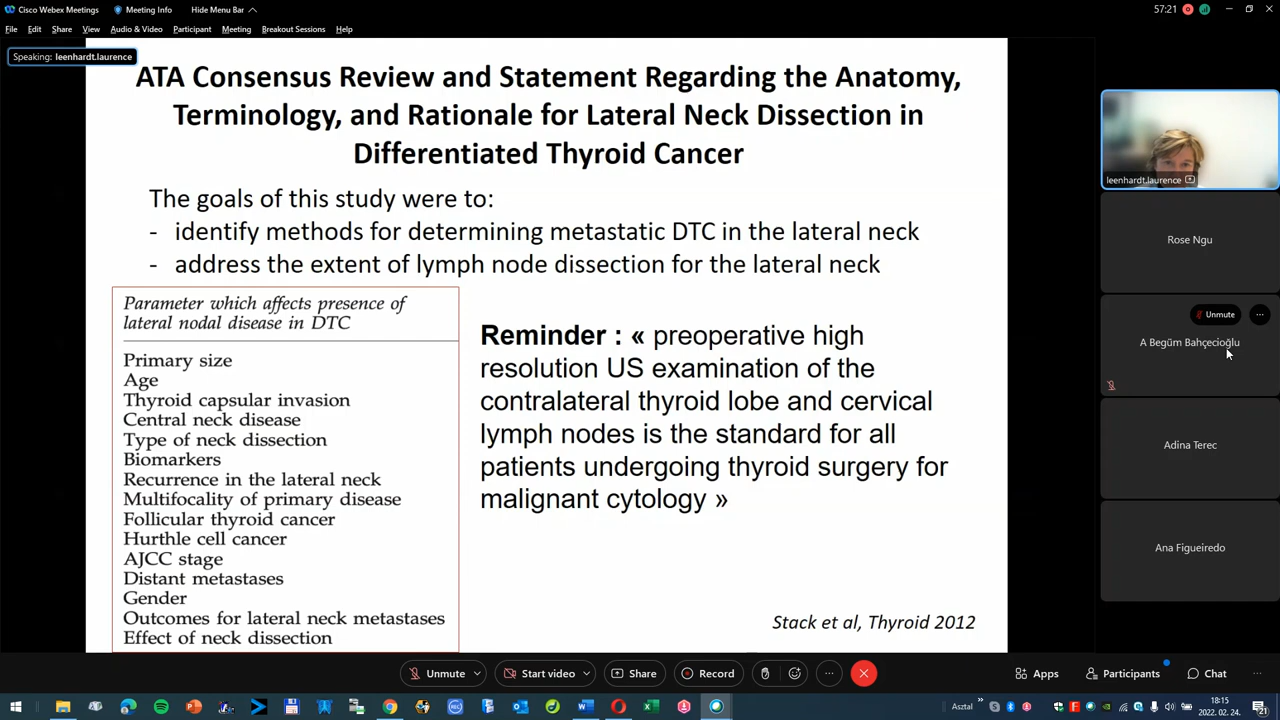 Cisco Webex Meetings
Meeting Info
Hide Menu Bar
57:21
File
Edit
Share
View
Audio & Video
Participant
Meeting
Breakout Sessions
Help
Speaking: leenhardt.laurence
ATA Consensus Review and Statement Regarding the Anatomy,
Terminology, and Rationale for Lateral Neck Dissection in
Differentiated Thyroid Cancer
The goals of this study were to:
- identify methods for determining metastatic DTC in the lateral neck
- address the extent of lymph node dissection for the lateral neck
Parameter which affects presence of
lateral nodal disease in DTC
Primary size
Age
Thyroid capsular invasion
Central neck disease
Type of neck dissection
Biomarkers
Recurrence in the lateral neck
Multifocality of primary disease
Follicular thyroid cancer
Hurthle cell cancer
AJCC stage
Distant metastases
Gender
Outcomes for lateral neck metastases
Effect of neck dissection
Reminder : « preoperative high
resolution US examination of the
contralateral thyroid lobe and cervical
lymph nodes is the standard for all
patients undergoing thyroid surgery for
malignant cytology »
Stack et al, Thyroid 2012
leenhardt.laurence
Rose Ngu
Unmute
A Begüm Bahçecioğlu
Adina Terec
Ana Figueiredo
Unmute
Start video
Share
Record
Apps
Participants
Chat
Asztal
18:15
2022. 02. 24.